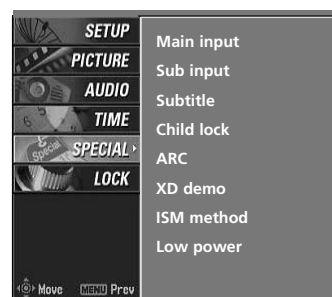 SETUP
PICTURE
AUDIO
TIME
SPECIAL
LOCK
Move MENU Prev
Main input
Sub input
Subtitle
Child lock
ARC
XD demo
ISM method
Low power